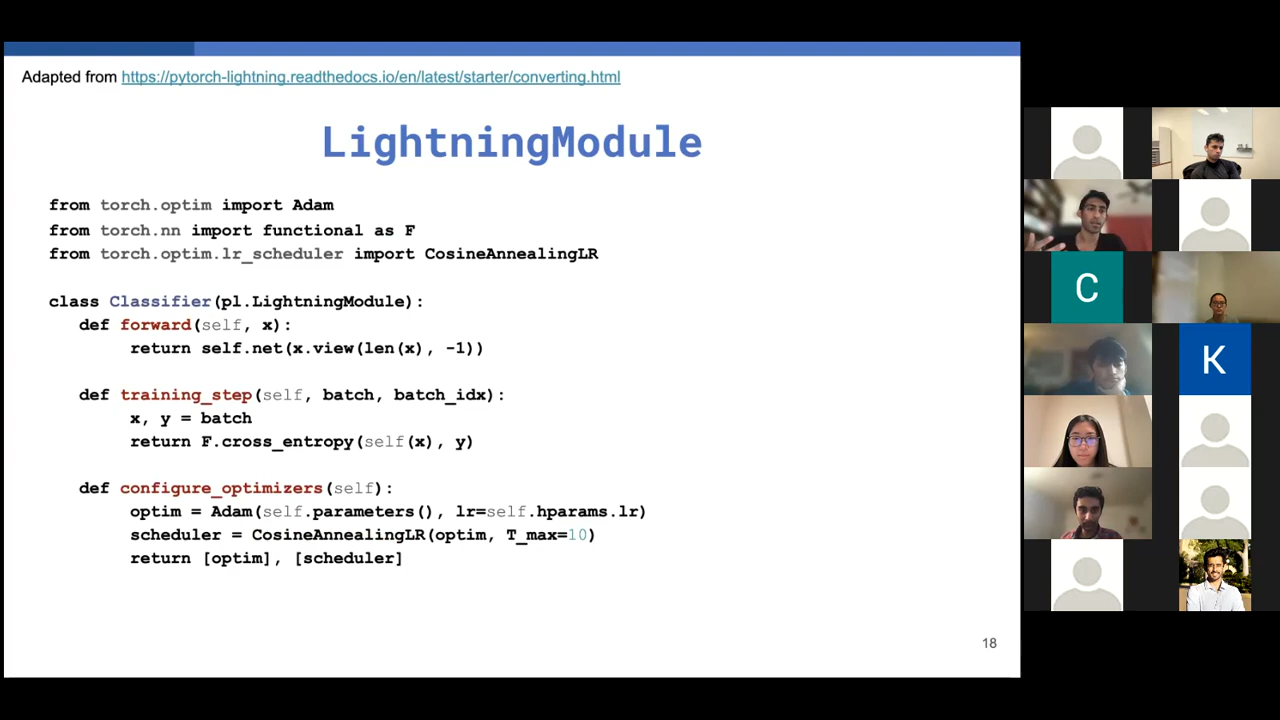 Adapted from https://pytorch-lightning.readthedocs.io/en/latest/starter/converting.html
LightningModule
from torch.optim import Adam
from torch.nn import functional as F
from torch.optim.lr_scheduler import CosineAnnealingLR
class Classifier(pl.LightningModule):
def forward(self, x):
return self.net(x.view(len(x), -1))
def training_step(self, batch, batch_idx):
x, y = batch
return F.cross_entropy(self(x), y)
def configure_optimizers(self):
optim = Adam(self.parameters(), lr=self.hparams.lr)
scheduler = CosineAnnealingLR(optim, T_max=10)
return [optim], [scheduler]
18
C
K